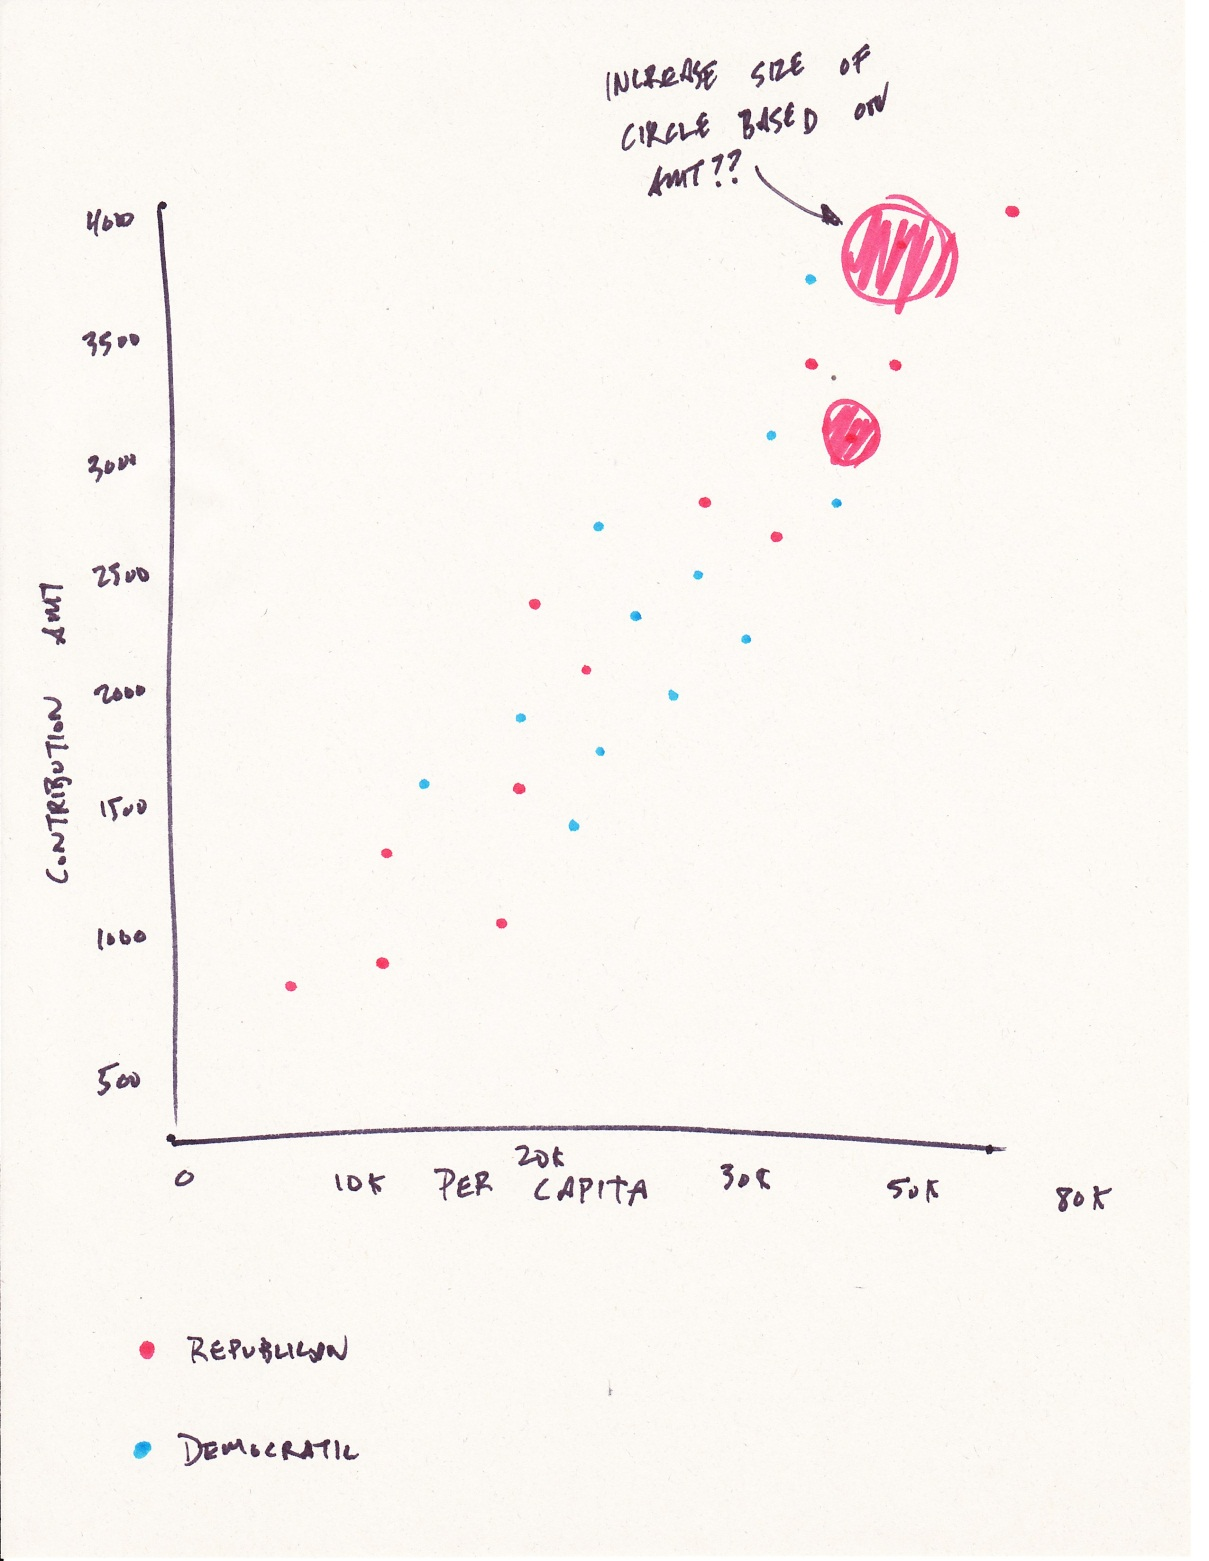 INCREASE SIZE OF
CIRCLE BASED ON
AMT??
4000
3500
3000
2500
2000
1500
1000
500
CONTRIBUTION AMT
0
10K
20K
30K
50K
80K
PER CAPITA
REPUBLICAN
DEMOCRATIC